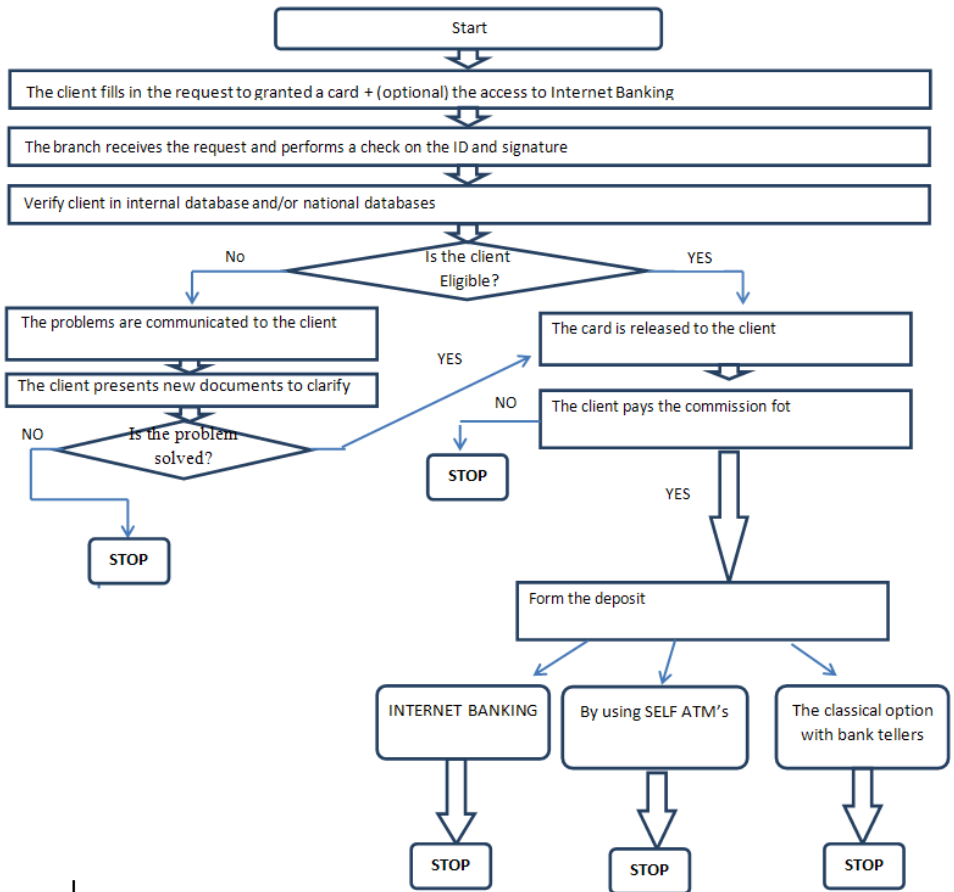 Start
The client fills in the request to granted a card + (optional) the access to Internet Banking
The branch receives the request and performs a check on the ID and signature
Verify client in internal database and/or national databases
No
Is the client
Eligible?
YES
The problems are communicated to the client
The card is released to the client
YES
The client presents new documents to clarify
NO
The client pays the commission fot
NO
Is the problem
solved?
STOP
YES
STOP
Form the deposit
INTERNET BANKING
By using SELF ATM's
The classical option
with bank tellers
STOP
STOP
STOP